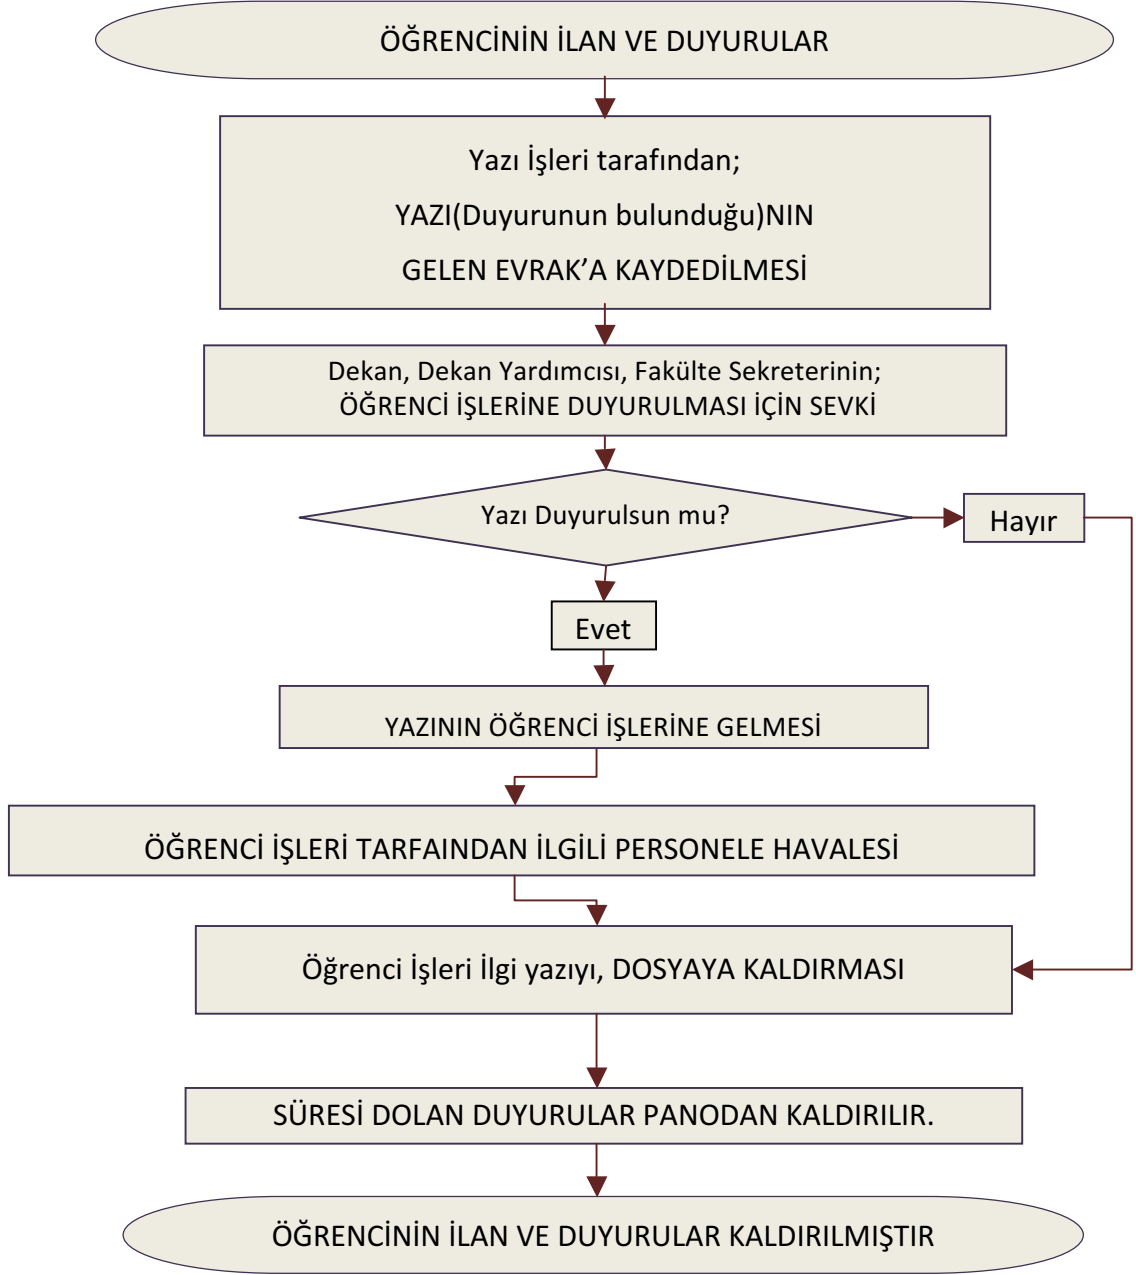 ÖĞRENCİNİN İLAN VE DUYURULAR
Yazı İşleri tarafından;
YAZI(Duyurunun bulunduğu)NIN
GELEN EVRAK’A KAYDEDİLMESİ
Dekan, Dekan Yardımcısı, Fakülte Sekreterinin;
ÖĞRENCİ İŞLERİNE DUYURULMASI İÇİN SEVKİ
Yazı Duyurulsun mu?
Hayır
Evet
YAZININ ÖĞRENCİ İŞLERİNE GELMESİ
ÖĞRENCİ İŞLERİ TARFAINDAN İLGİLİ PERSONELE HAVALESİ
Öğrenci İşleri İlgi yazıyı, DOSYAYA KALDIRMASI
SÜRESİ DOLAN DUYURULAR PANODAN KALDIRILIR.
ÖĞRENCİNİN İLAN VE DUYURULAR KALDIRILMIŞTIR